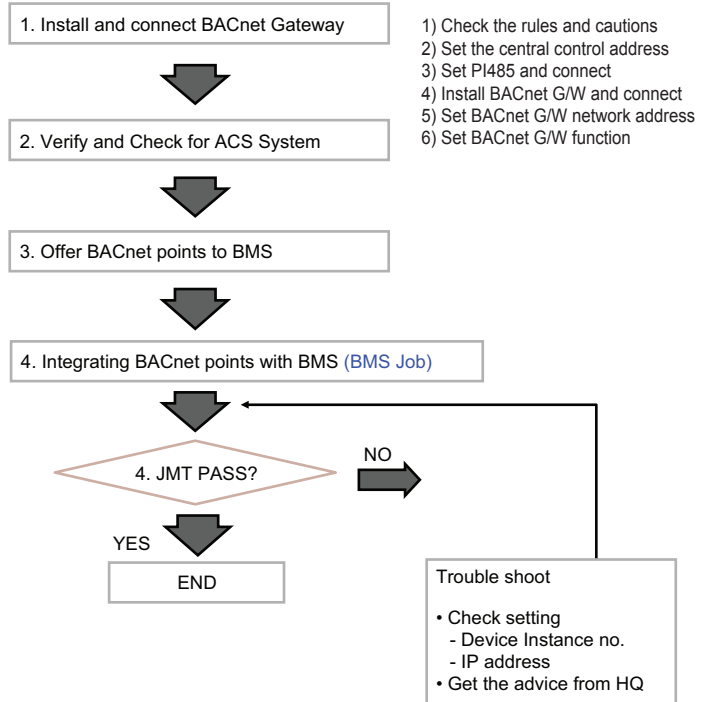 1. Install and connect BACnet Gateway
1) Check the rules and cautions
2) Set the central control address
3) Set PI485 and connect
4) Install BACnet G/W and connect
5) Set BACnet G/W network address
6) Set BACnet G/W function
2. Verify and Check for ACS System
3. Offer BACnet points to BMS
4. Integrating BACnet points with BMS (BMS Job)
4. JMT PASS?
NO
YES
END
Trouble shoot
• Check setting
- Device Instance no.
- IP address
• Get the advice from HQ